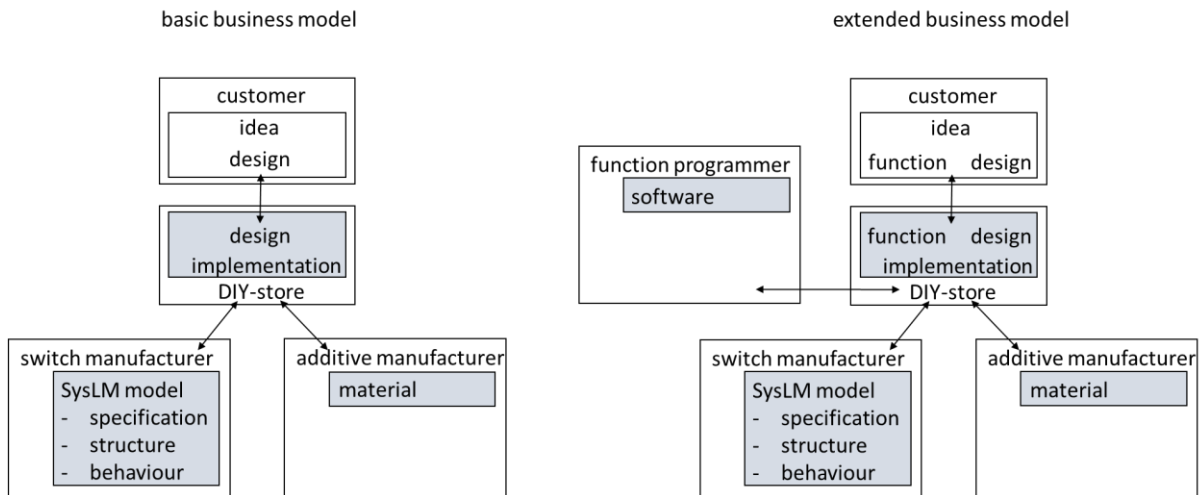 basic business model
customer
idea
design
design
implementation
DIY-store
switch manufacturer
SysLM model
- specification
- structure
- behaviour
additive manufacturer
material
extended business model
customer
idea
function design
function programmer
software
function design
implementation
DIY-store
switch manufacturer
SysLM model
- specification
- structure
- behaviour
additive manufacturer
material